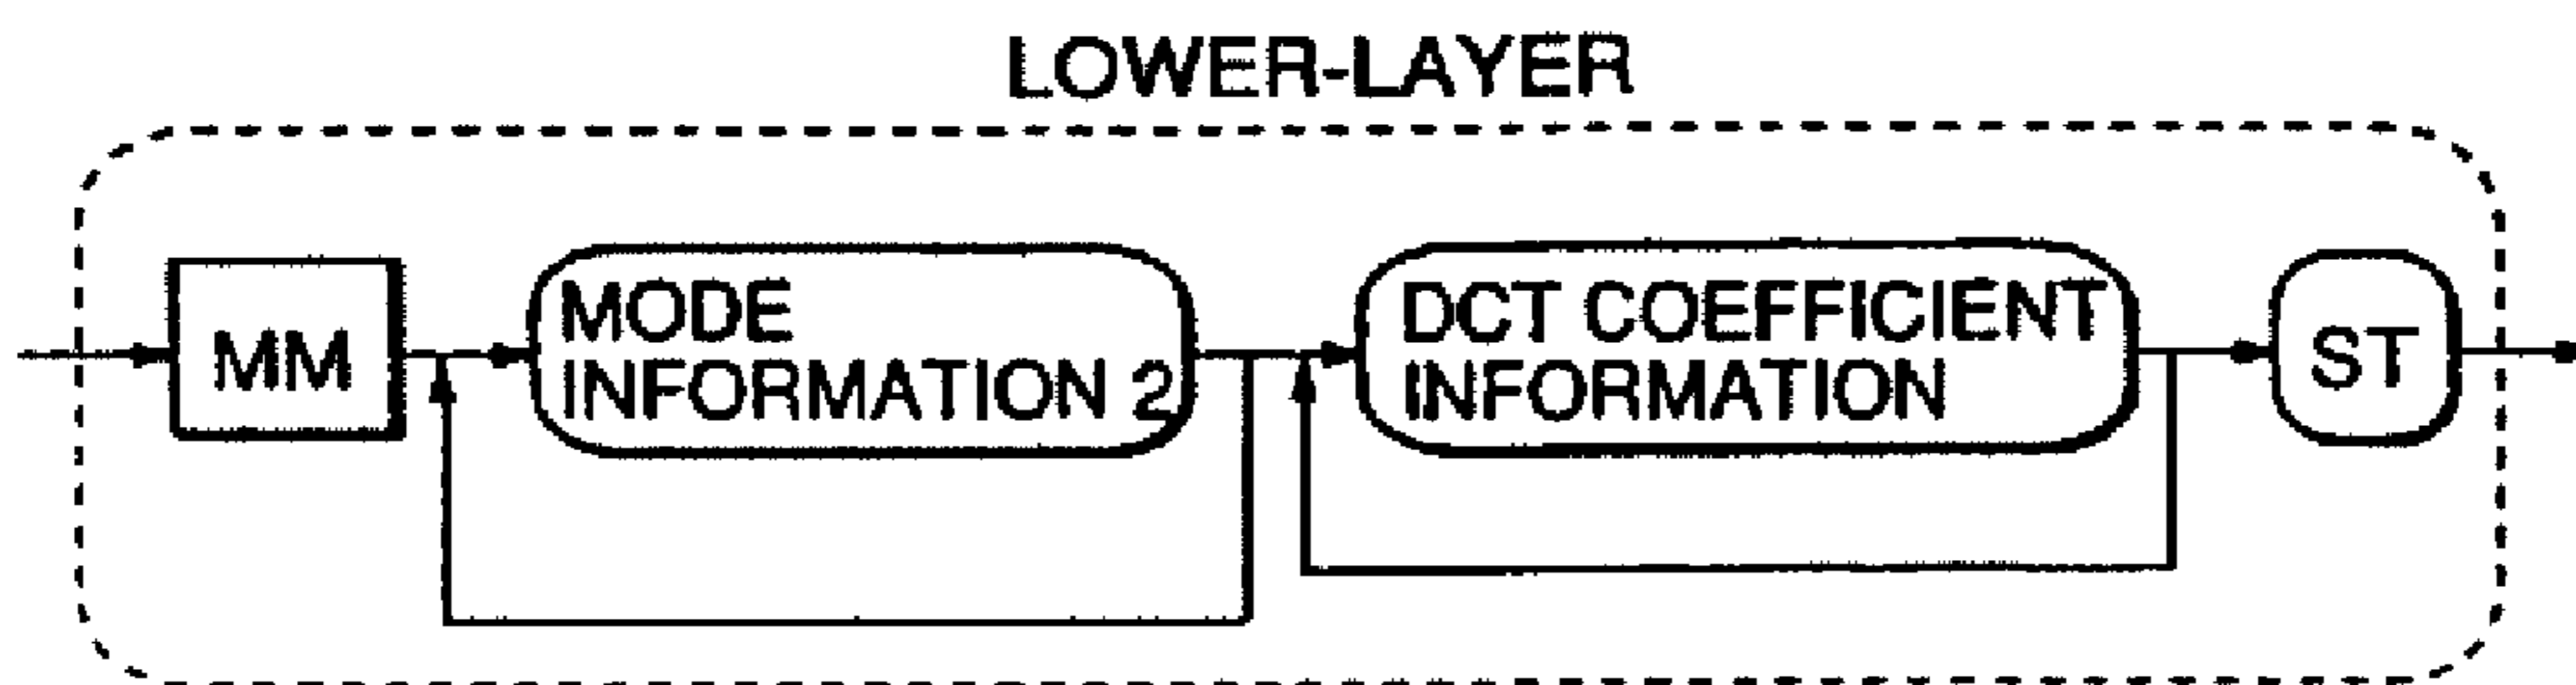 LOWER-LAYER
MM
MODE
INFORMATION 2
DCT COEFFICIENT
INFORMATION
ST